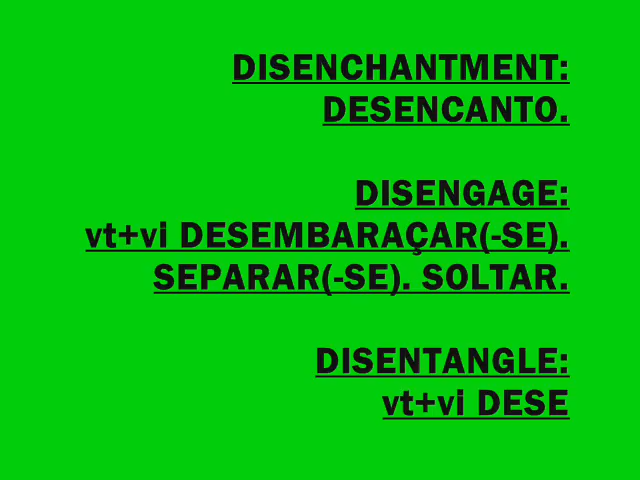 DISENCHANTMENT:
DESENCANTO.
DISENGAGE:
vt+vi DESEMBARAÇAR(-SE).
SEPARAR(-SE). SOLTAR.
DISENTANGLE:
vt+vi DESE